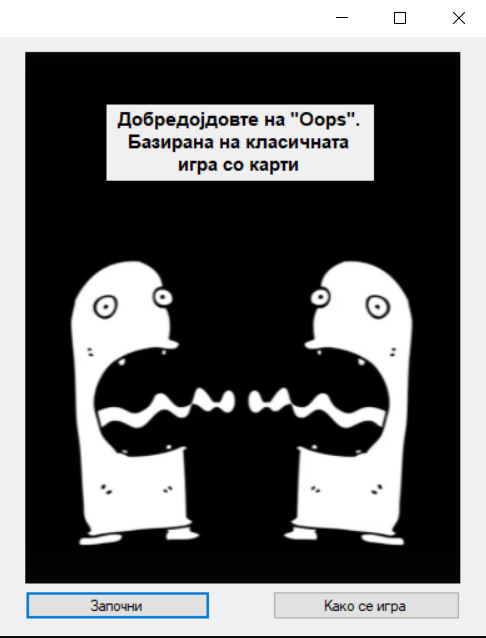 Добредојдовте на "Oops".
Базирана на класичната
игра со карти
Започни
Како се игра